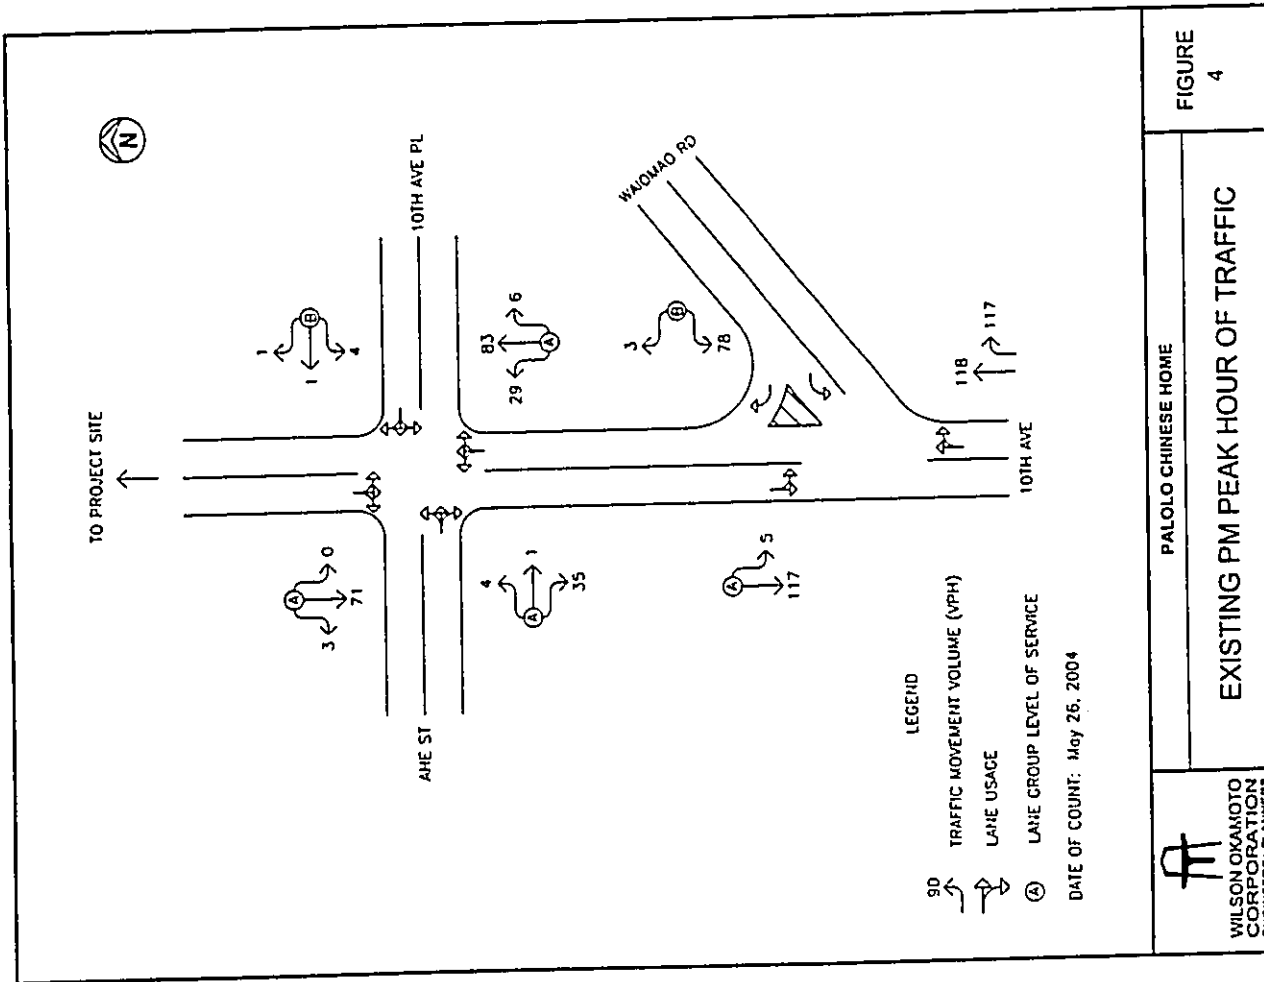 N
TO PROJECT SITE
1
B
1
4
10TH AVE PL
3
A
0
71
83
6
29
A
WAIOMAO RD
AHE ST
4
A
1
35
3
B
78
A
5
117
118
117
10TH AVE
LEGEND
90
TRAFFIC MOVEMENT VOLUME (VPH)
LANE USAGE
A
LANE GROUP LEVEL OF SERVICE
DATE OF COUNT: May 26, 2004
PALOLO CHINESE HOME
FIGURE
4
EXISTING PM PEAK HOUR OF TRAFFIC
WILSON OKAMOTO
CORPORATION